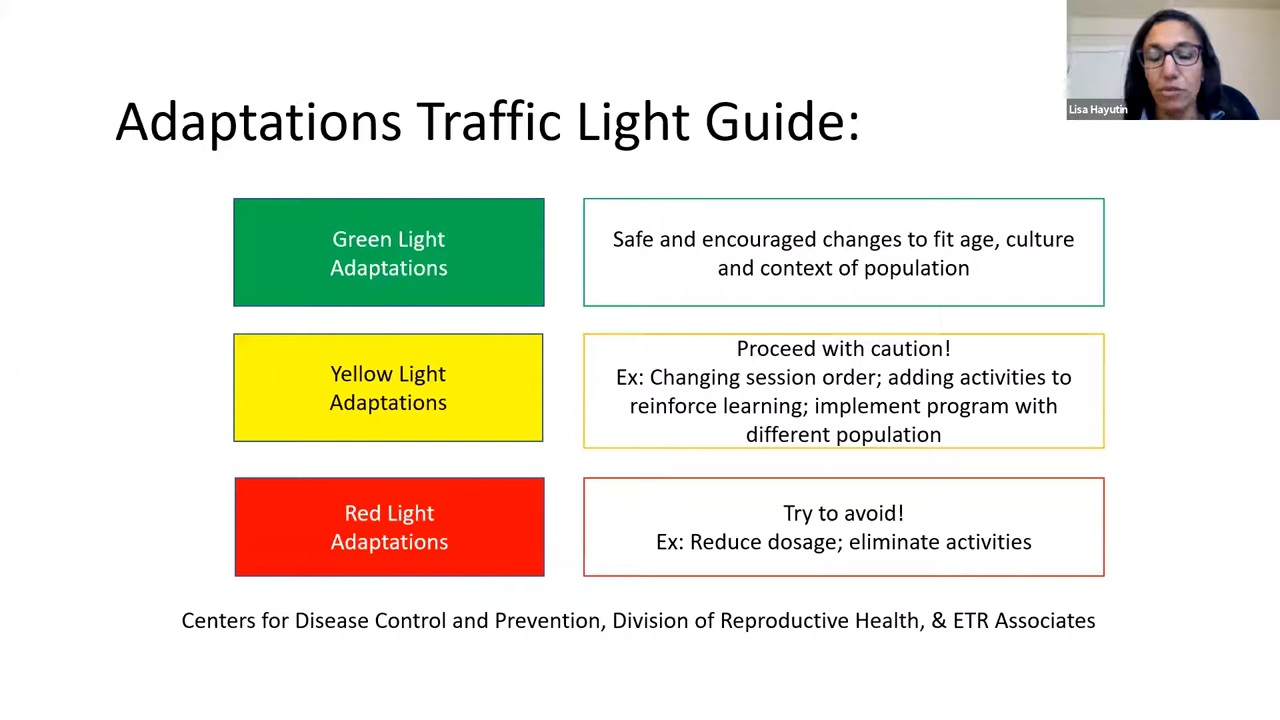 Lisa Hayutin
Adaptations Traffic Light Guide:
Green Light
Adaptations
Safe and encouraged changes to fit age, culture
and context of population
Yellow Light
Adaptations
Proceed with caution!
Ex: Changing session order; adding activities to
reinforce learning; implement program with
different population
Red Light
Adaptations
Try to avoid!
Ex: Reduce dosage; eliminate activities
Centers for Disease Control and Prevention, Division of Reproductive Health, & ETR Associates